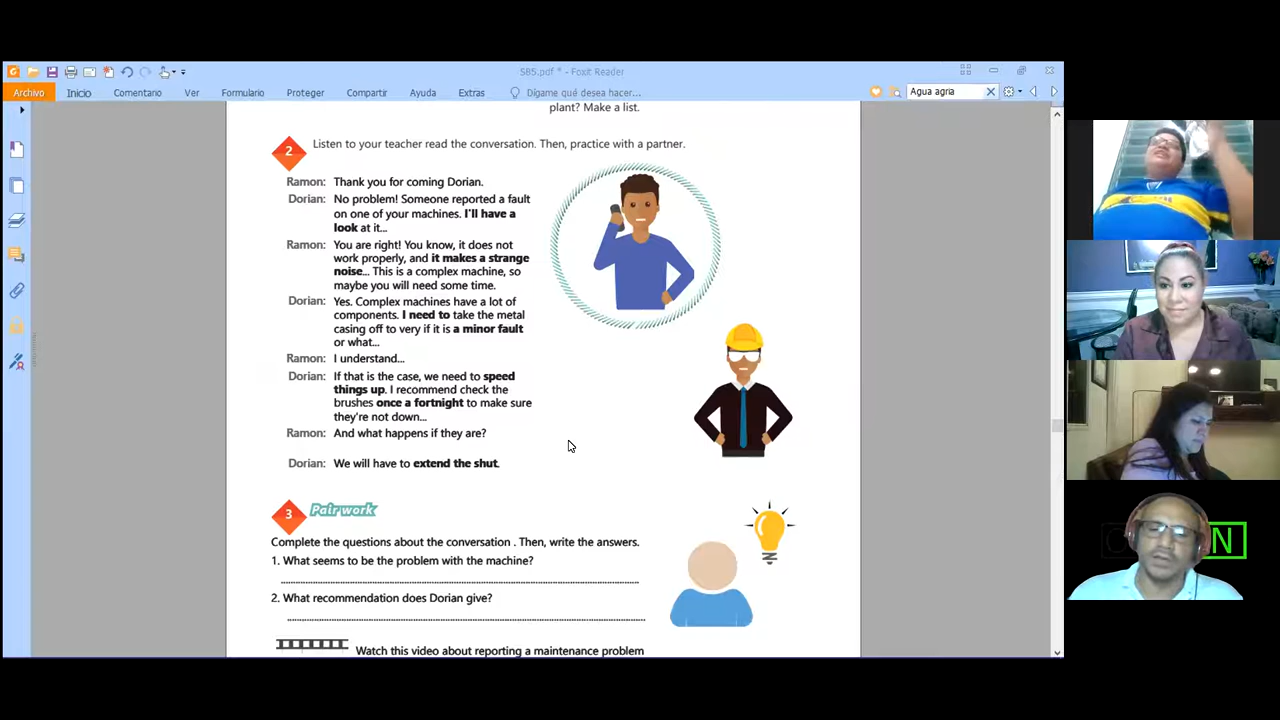 S85.pdf * - Foxit Reader
Archivo Inicio Comentario Ver Formulario Proteger Compartir Ayuda Extras Dígame qué desea hacer... Agua agria
plant? Make a list.
2 Listen to your teacher read the conversation. Then, practice with a partner.
Ramon: Thank you for coming Dorian.
Dorian: No problem! Someone reported a fault
on one of your machines. I'll have a
look at it...
Ramon: You are right! You know, it does not
work properly, and it makes a strange
noise... This is a complex machine, so
maybe you will need some time.
Dorian: Yes. Complex machines have a lot of
components. I need to take the metal
casing off to very if it is a minor fault
or what...
Ramon: I understand...
Dorian: If that is the case, we need to speed
things up. I recommend check the
brushes once a fortnight to make sure
they're not down...
Ramon: And what happens if they are?
Dorian: We will have to extend the shut.
3 Pair work
Complete the questions about the conversation . Then, write the answers.
1. What seems to be the problem with the machine?
2. What recommendation does Dorian give?
Watch this video about reporting a maintenance problem
N